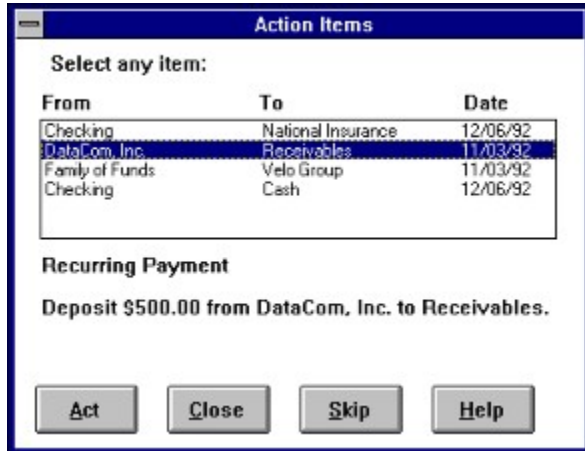 Action Items
Select any item:
From To Date
Checking National Insurance 12/06/92
DataCom, Inc. Receivables 11/03/92
Family of Funds Velo Group 11/03/92
Checking Cash 12/06/92
Recurring Payment
Deposit $500.00 from DataCom, Inc. to Receivables.
Act Close Skip Help